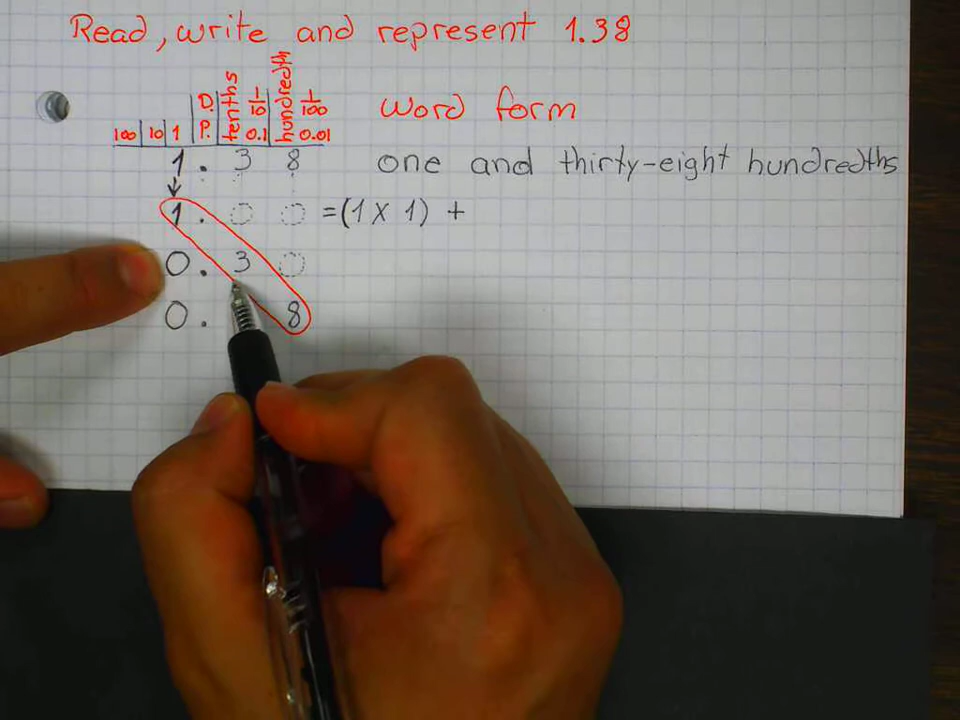 Read, write and represent 1.38
D. P. tenths 1/10 0.1 hundredth 1/100 0.01 word form
100 10 1
1 . 3 8 one and thirty-eight hundredths
1 . 0 0 = (1 x 1) +
0 . 3 0
0 . 8